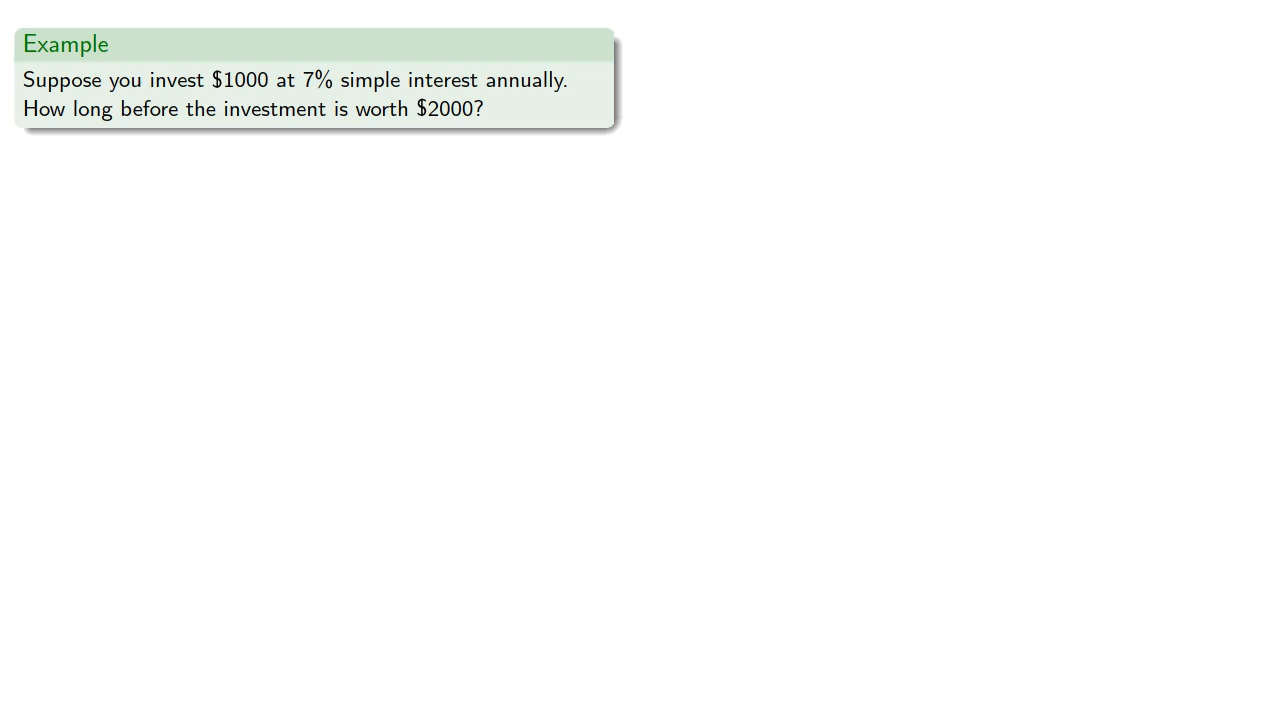 Example
Suppose you invest $1000 at 7% simple interest annually.
How long before the investment is worth $2000?